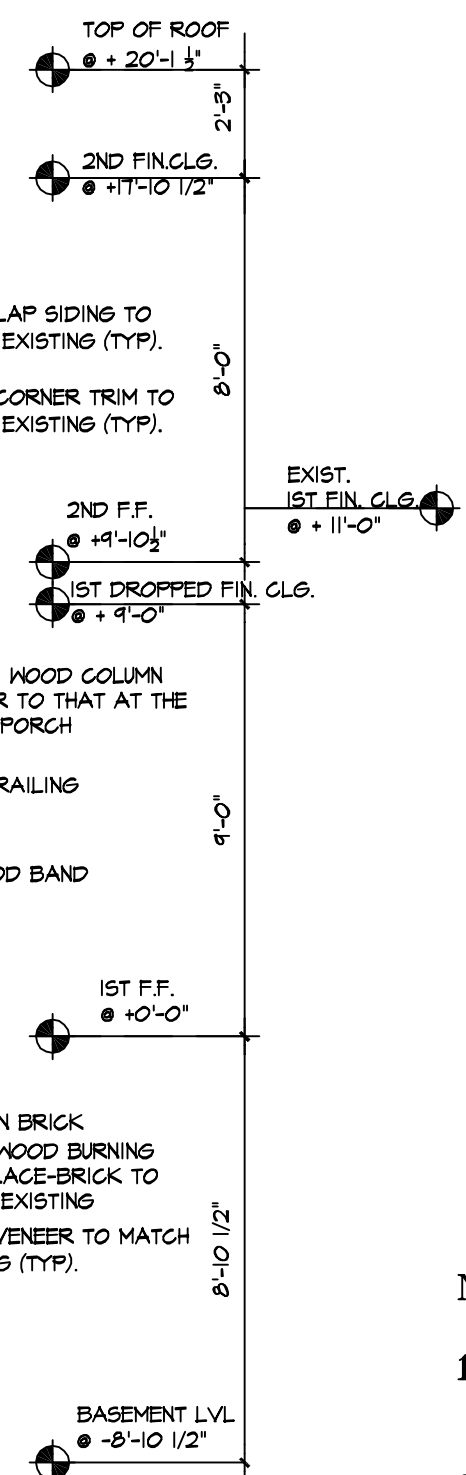 TOP OF ROOF
@ + 20'-1 1/2"
2'-3"
2ND FIN.CLG.
@ +17'-10 1/2"
LAP SIDING TO
EXISTING (TYP).
8'-0"
CORNER TRIM TO
EXISTING (TYP).
EXIST.
1ST FIN. CLG.
@ + 11'-0"
2ND F.F.
@ +9'-10 1/2"
1ST DROPPED FIN. CLG.
@ + 9'-0"
WOOD COLUMN
R TO THAT AT THE
PORCH
RAILING
9'-0"
OD BAND
1ST F.F.
@ +0'-0"
N BRICK
WOOD BURNING
LACE-BRICK TO
EXISTING
VENEER TO MATCH
G (TYP).
8'-10 1/2"
BASEMENT LVL
@ -8'-10 1/2"